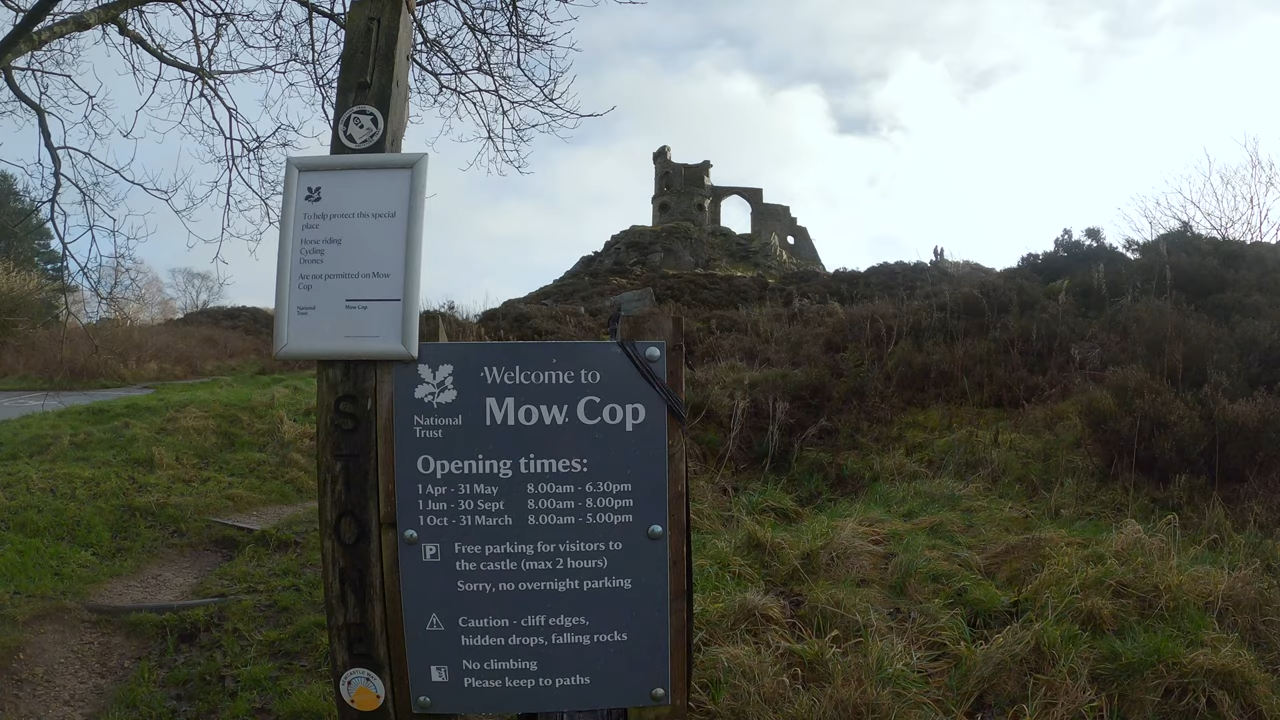 To help protect this special
place
Horse riding
Cycling
Drones
Are not permitted on Mow
Cop
National
Trust
Mow Cop
Welcome to
Mow Cop
National
Trust
Opening times:
1 Apr - 31 May 8.00am - 6.30pm
1 Jun - 30 Sept 8.00am - 8.00pm
1 Oct - 31 March 8.00am - 5.00pm
P
Free parking for visitors to
the castle (max 2 hours)
Sorry, no overnight parking
Caution - cliff edges,
hidden drops, falling rocks
No climbing
Please keep to paths